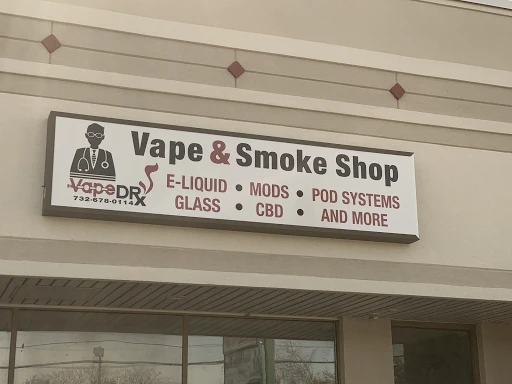 Vape & Smoke Shop
VapeDRx
732-678-0114
E-LIQUID • MODS • POD SYSTEMS
GLASS • CBD • AND MORE